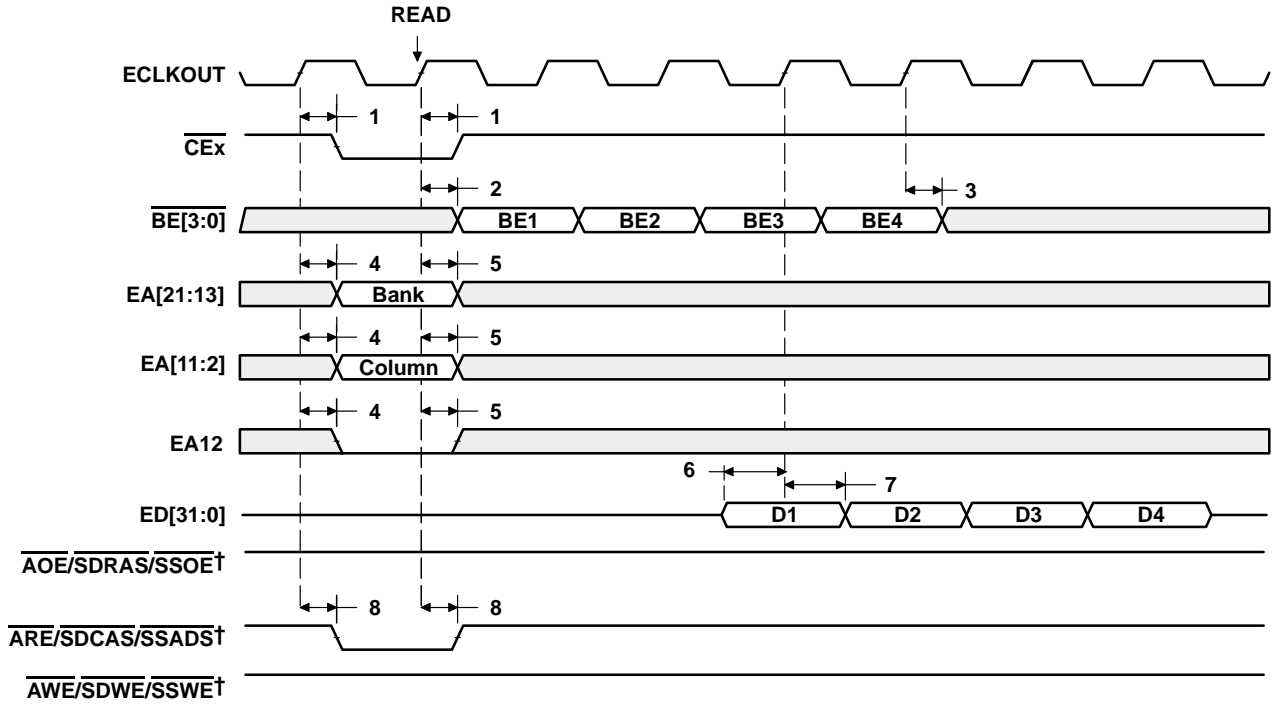 READ
ECLKOUT
1 1
CEx
2 3
BE[3:0] BE1 BE2 BE3 BE4
4 5
EA[21:13] Bank
4 5
EA[11:2] Column
4 5
EA12
6 7
ED[31:0] D1 D2 D3 D4
AOE/SDRAS/SSOE†
8 8
ARE/SDCAS/SSADS†
AWE/SDWE/SSWE†